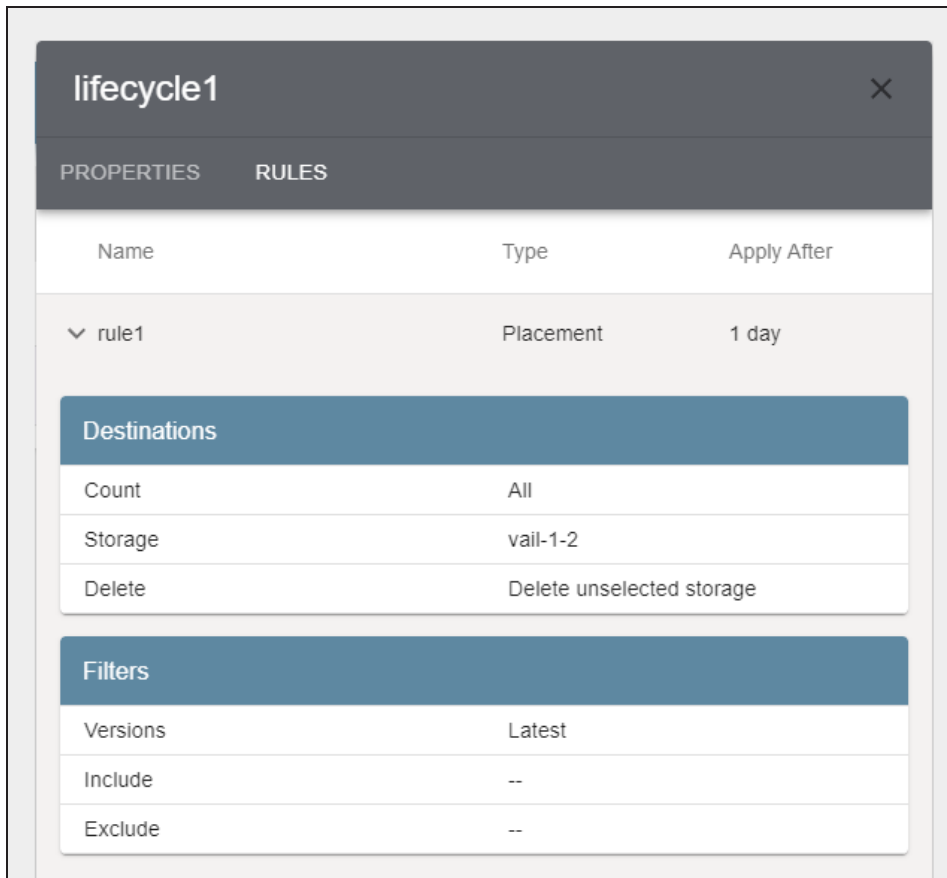 lifecycle1
PROPERTIES RULES
Name Type Apply After
rule1 Placement 1 day
Destinations
Count All
Storage vail-1-2
Delete Delete unselected storage
Filters
Versions Latest
Include --
Exclude --